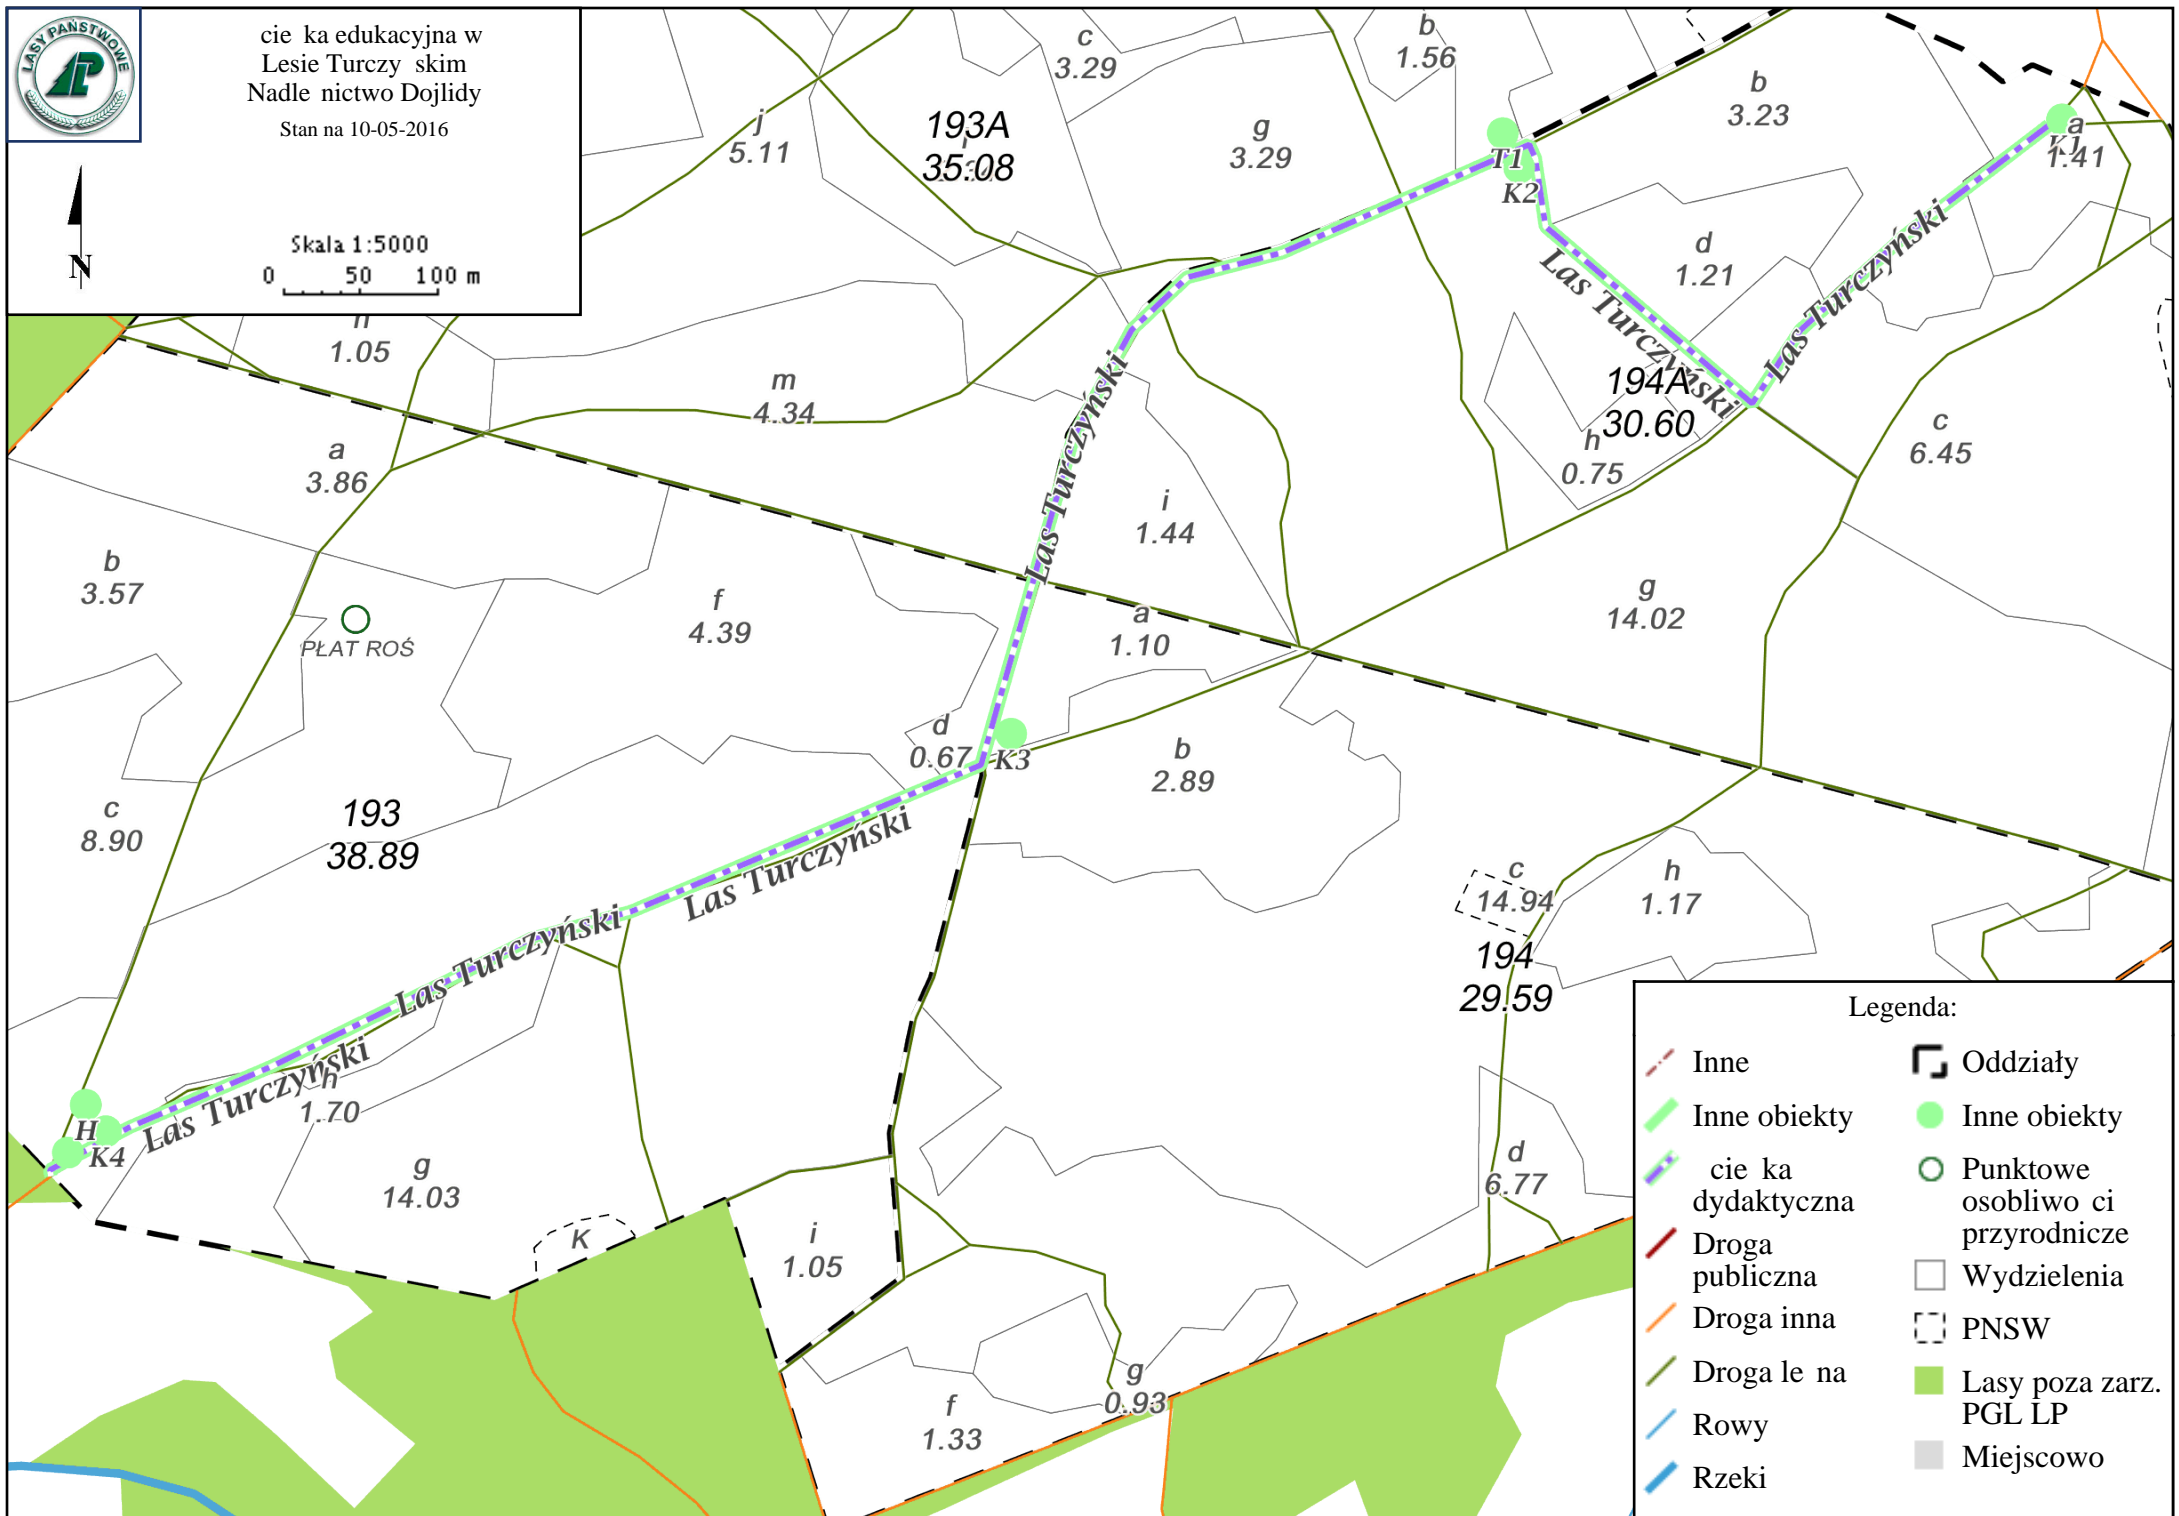 LASY PAŃSTWOWE
cie ka edukacyjna w
Lesie Turczy skim
Nadle nictwo Dojlidy
Stan na 10-05-2016
N
Skala 1:5000
0 50 100 m
c
3.29
b
1.56
b
3.23
j
5.11
193A
35.08
g
3.29
T1
K2
a
K1
1.41
d
1.21
Las Turczyński
Las Turczyński
n
1.05
m
4.34
Las Turczyński
194A
30.60
h
0.75
c
6.45
a
3.86
i
1.44
b
3.57
PŁAT ROŚ
f
4.39
a
1.10
g
14.02
d
0.67
K3
b
2.89
c
8.90
193
38.89
Las Turczyński
Las Turczyński
c
14.94
h
1.17
194
29.59
Las Turczyński
h
1.70
H
K4
g
14.03
K
i
1.05
d
6.77
f
1.33
g
0.93
Legenda:
Inne
Inne obiekty
cie ka
dydaktyczna
Droga
publiczna
Droga inna
Droga le na
Rowy
Rzeki
Oddziały
Inne obiekty
Punktowe
osobliwo ci
przyrodnicze
Wydzielenia
PNSW
Lasy poza zarz.
PGL LP
Miejscowo